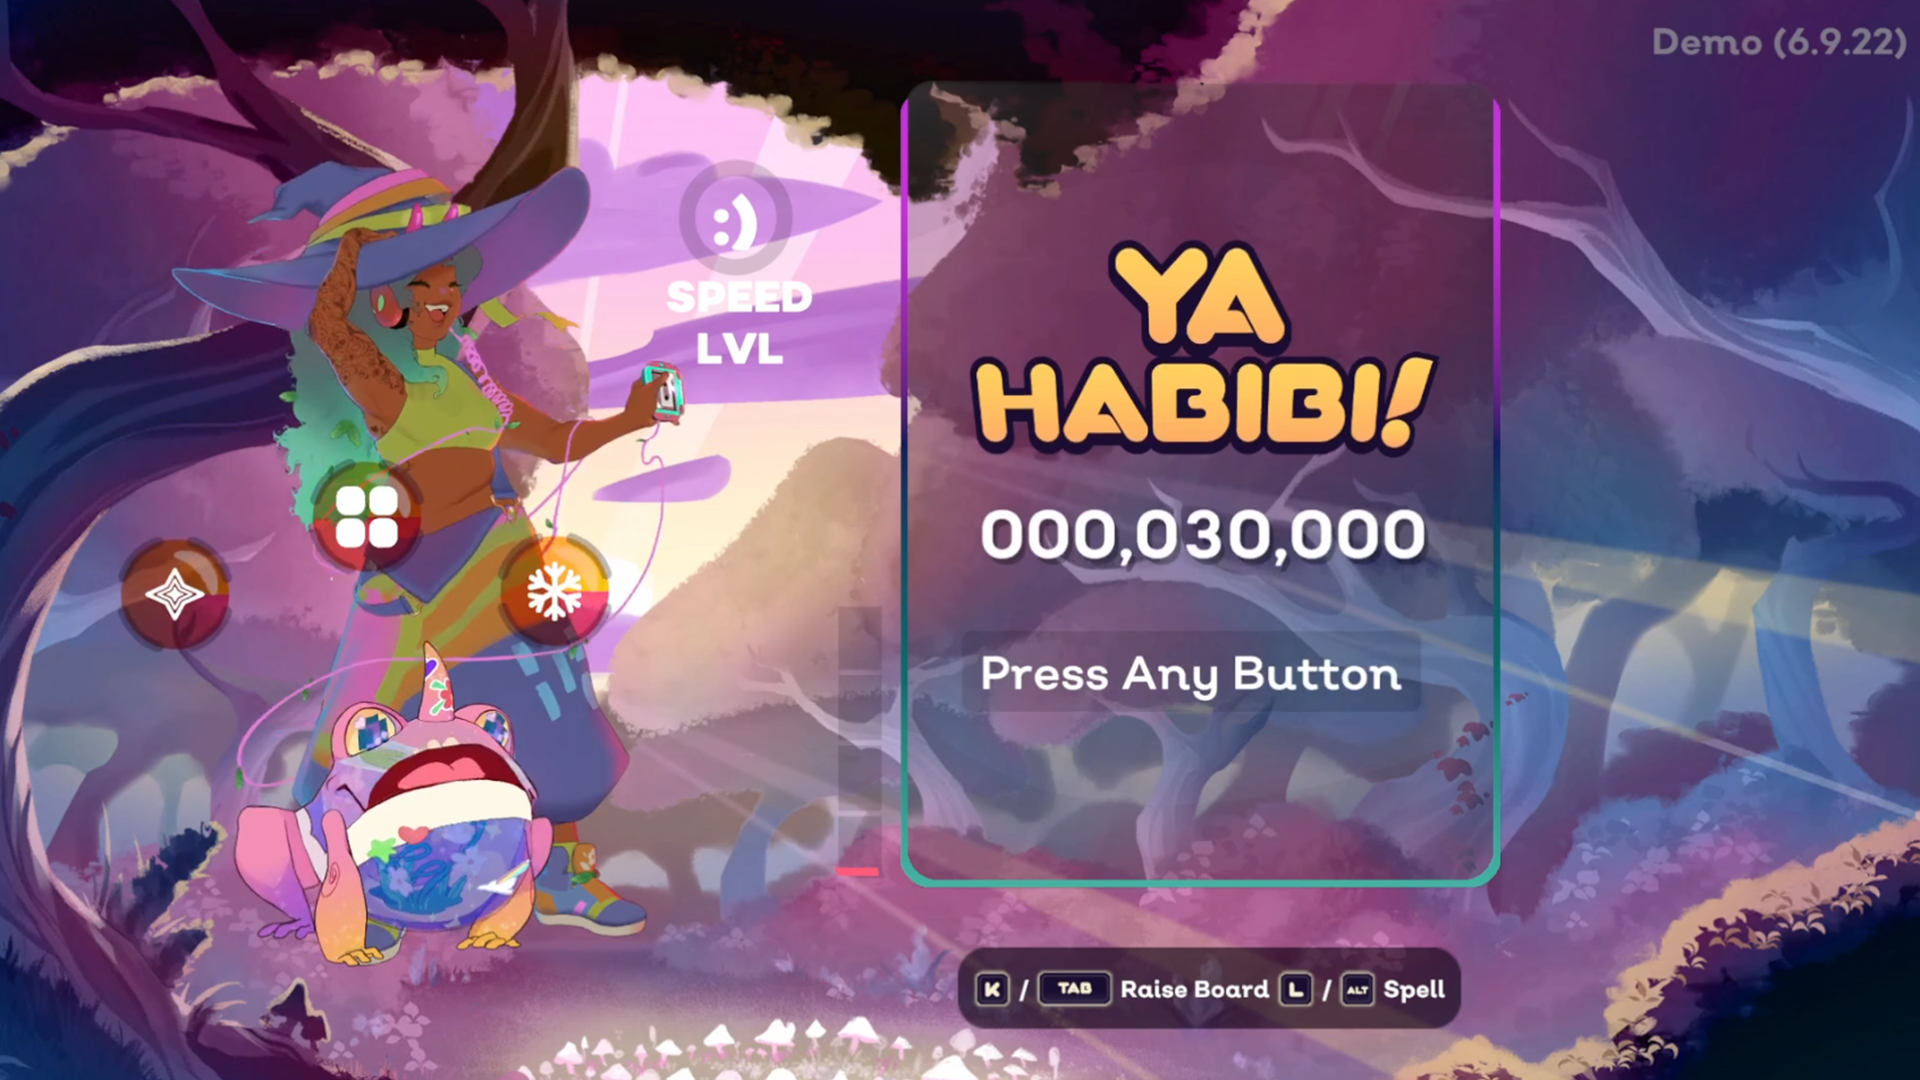 Demo (6.9.22)
:)
SPEED
LVL
YA
HABIBI!
000,030,000
Press Any Button
K / TAB Raise Board L / ALT Spell